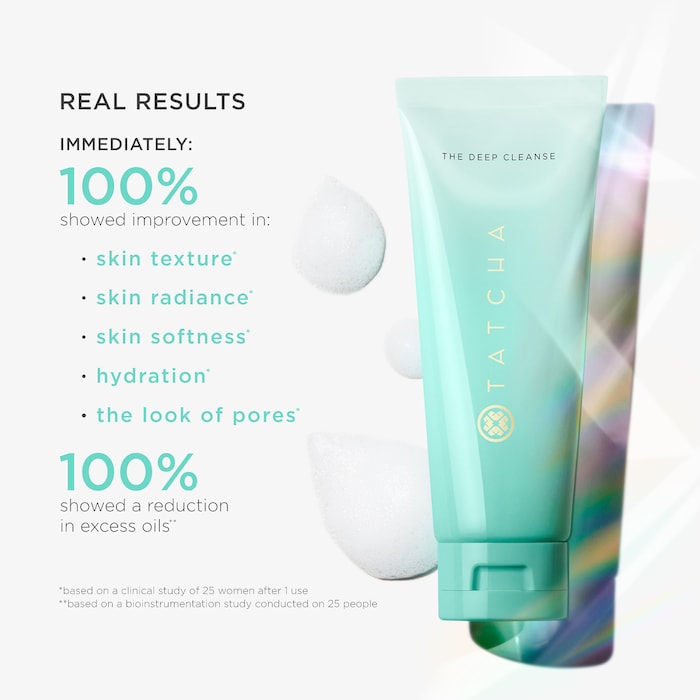 REAL RESULTS
IMMEDIATELY:
100%
showed improvement in:
• skin texture*
• skin radiance*
• skin softness*
• hydration*
• the look of pores*
100%
showed a reduction
in excess oils**
*based on a clinical study of 25 women after 1 use
**based on a bioinstrumentation study conducted on 25 people
THE DEEP CLEANSE
TATCHA